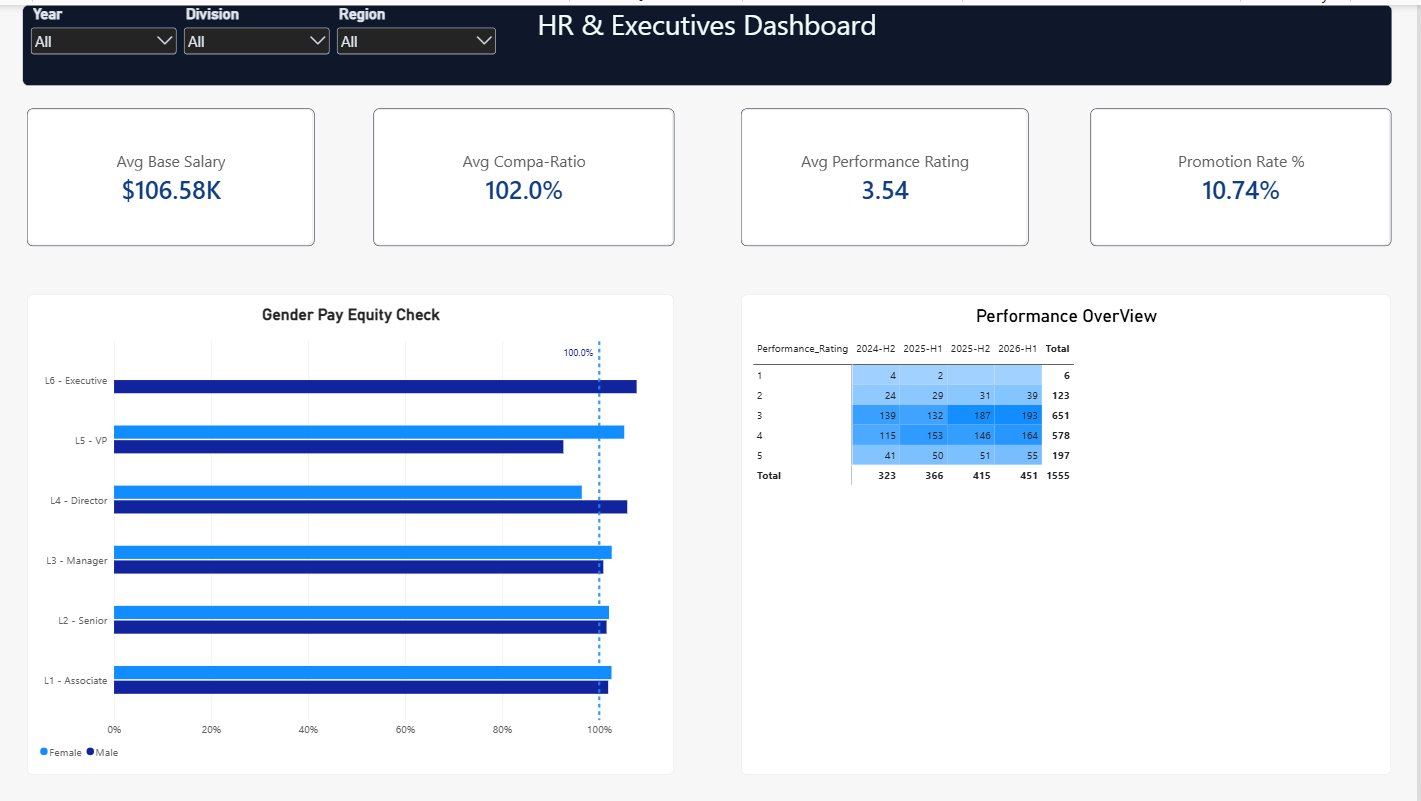 Year Division Region
All All All
HR & Executives Dashboard
Avg Base Salary
$106.58K
Avg Compa-Ratio
102.0%
Avg Performance Rating
3.54
Promotion Rate %
10.74%
Gender Pay Equity Check
100.0%
L6 - Executive
L5 - VP
L4 - Director
L3 - Manager
L2 - Senior
L1 - Associate
0% 20% 40% 60% 80% 100%
Female Male
Performance OverView
Performance_Rating 2024-H2 2025-H1 2025-H2 2026-H1 Total
1 4 2 6
2 24 29 31 39 123
3 139 132 187 193 651
4 115 153 146 164 578
5 41 50 51 55 197
Total 323 366 415 451 1555